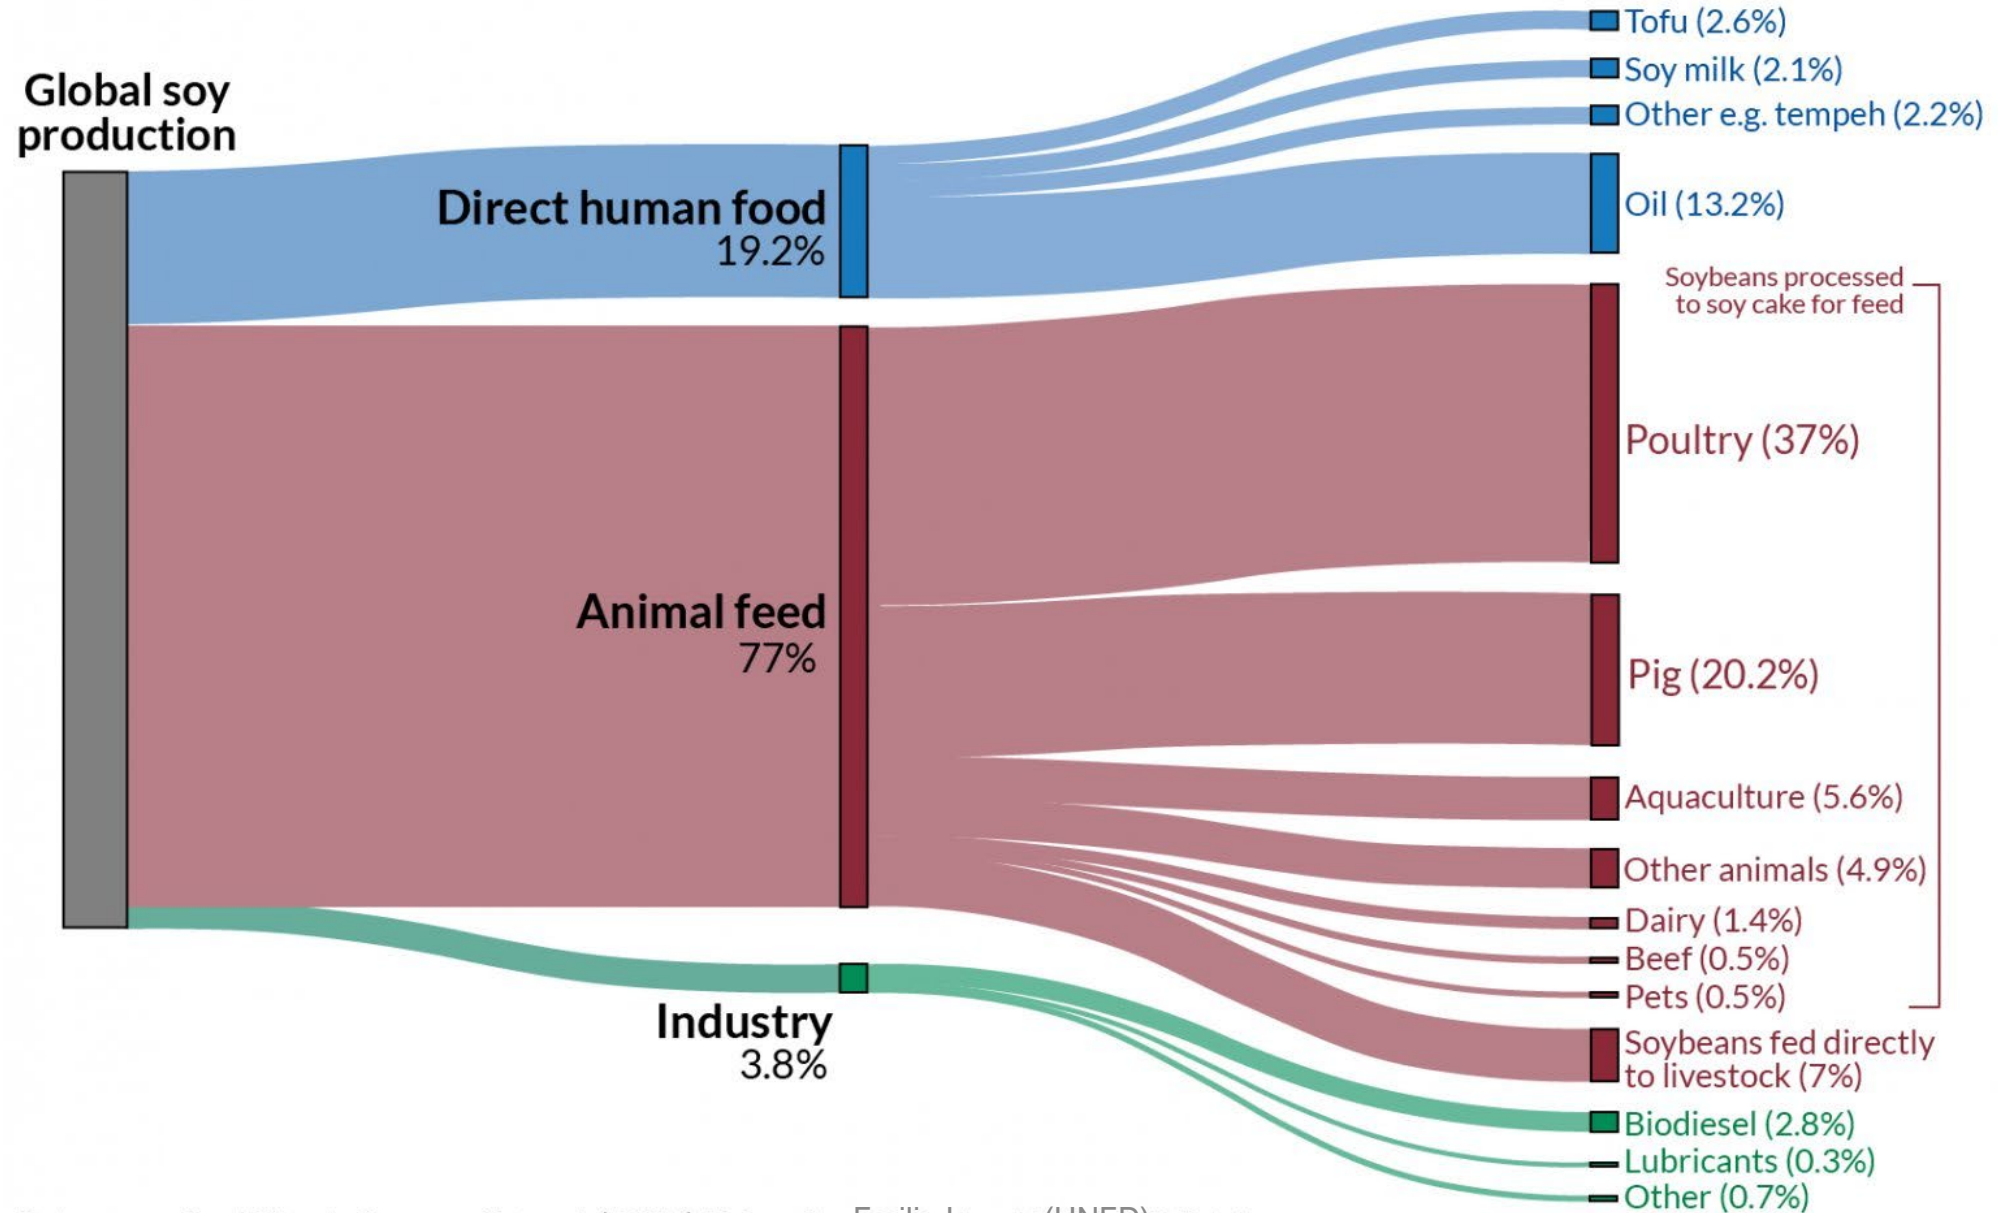 Global soy
production
Direct human food
19.2%
Animal feed
77%
Industry
3.8%
Tofu (2.6%)
Soy milk (2.1%)
Other e.g. tempeh (2.2%)
Oil (13.2%)
Soybeans processed
to soy cake for feed
Poultry (37%)
Pig (20.2%)
Aquaculture (5.6%)
Other animals (4.9%)
Dairy (1.4%)
Beef (0.5%)
Pets (0.5%)
Soybeans fed directly
to livestock (7%)
Biodiesel (2.8%)
Lubricants (0.3%)
Other (0.7%)